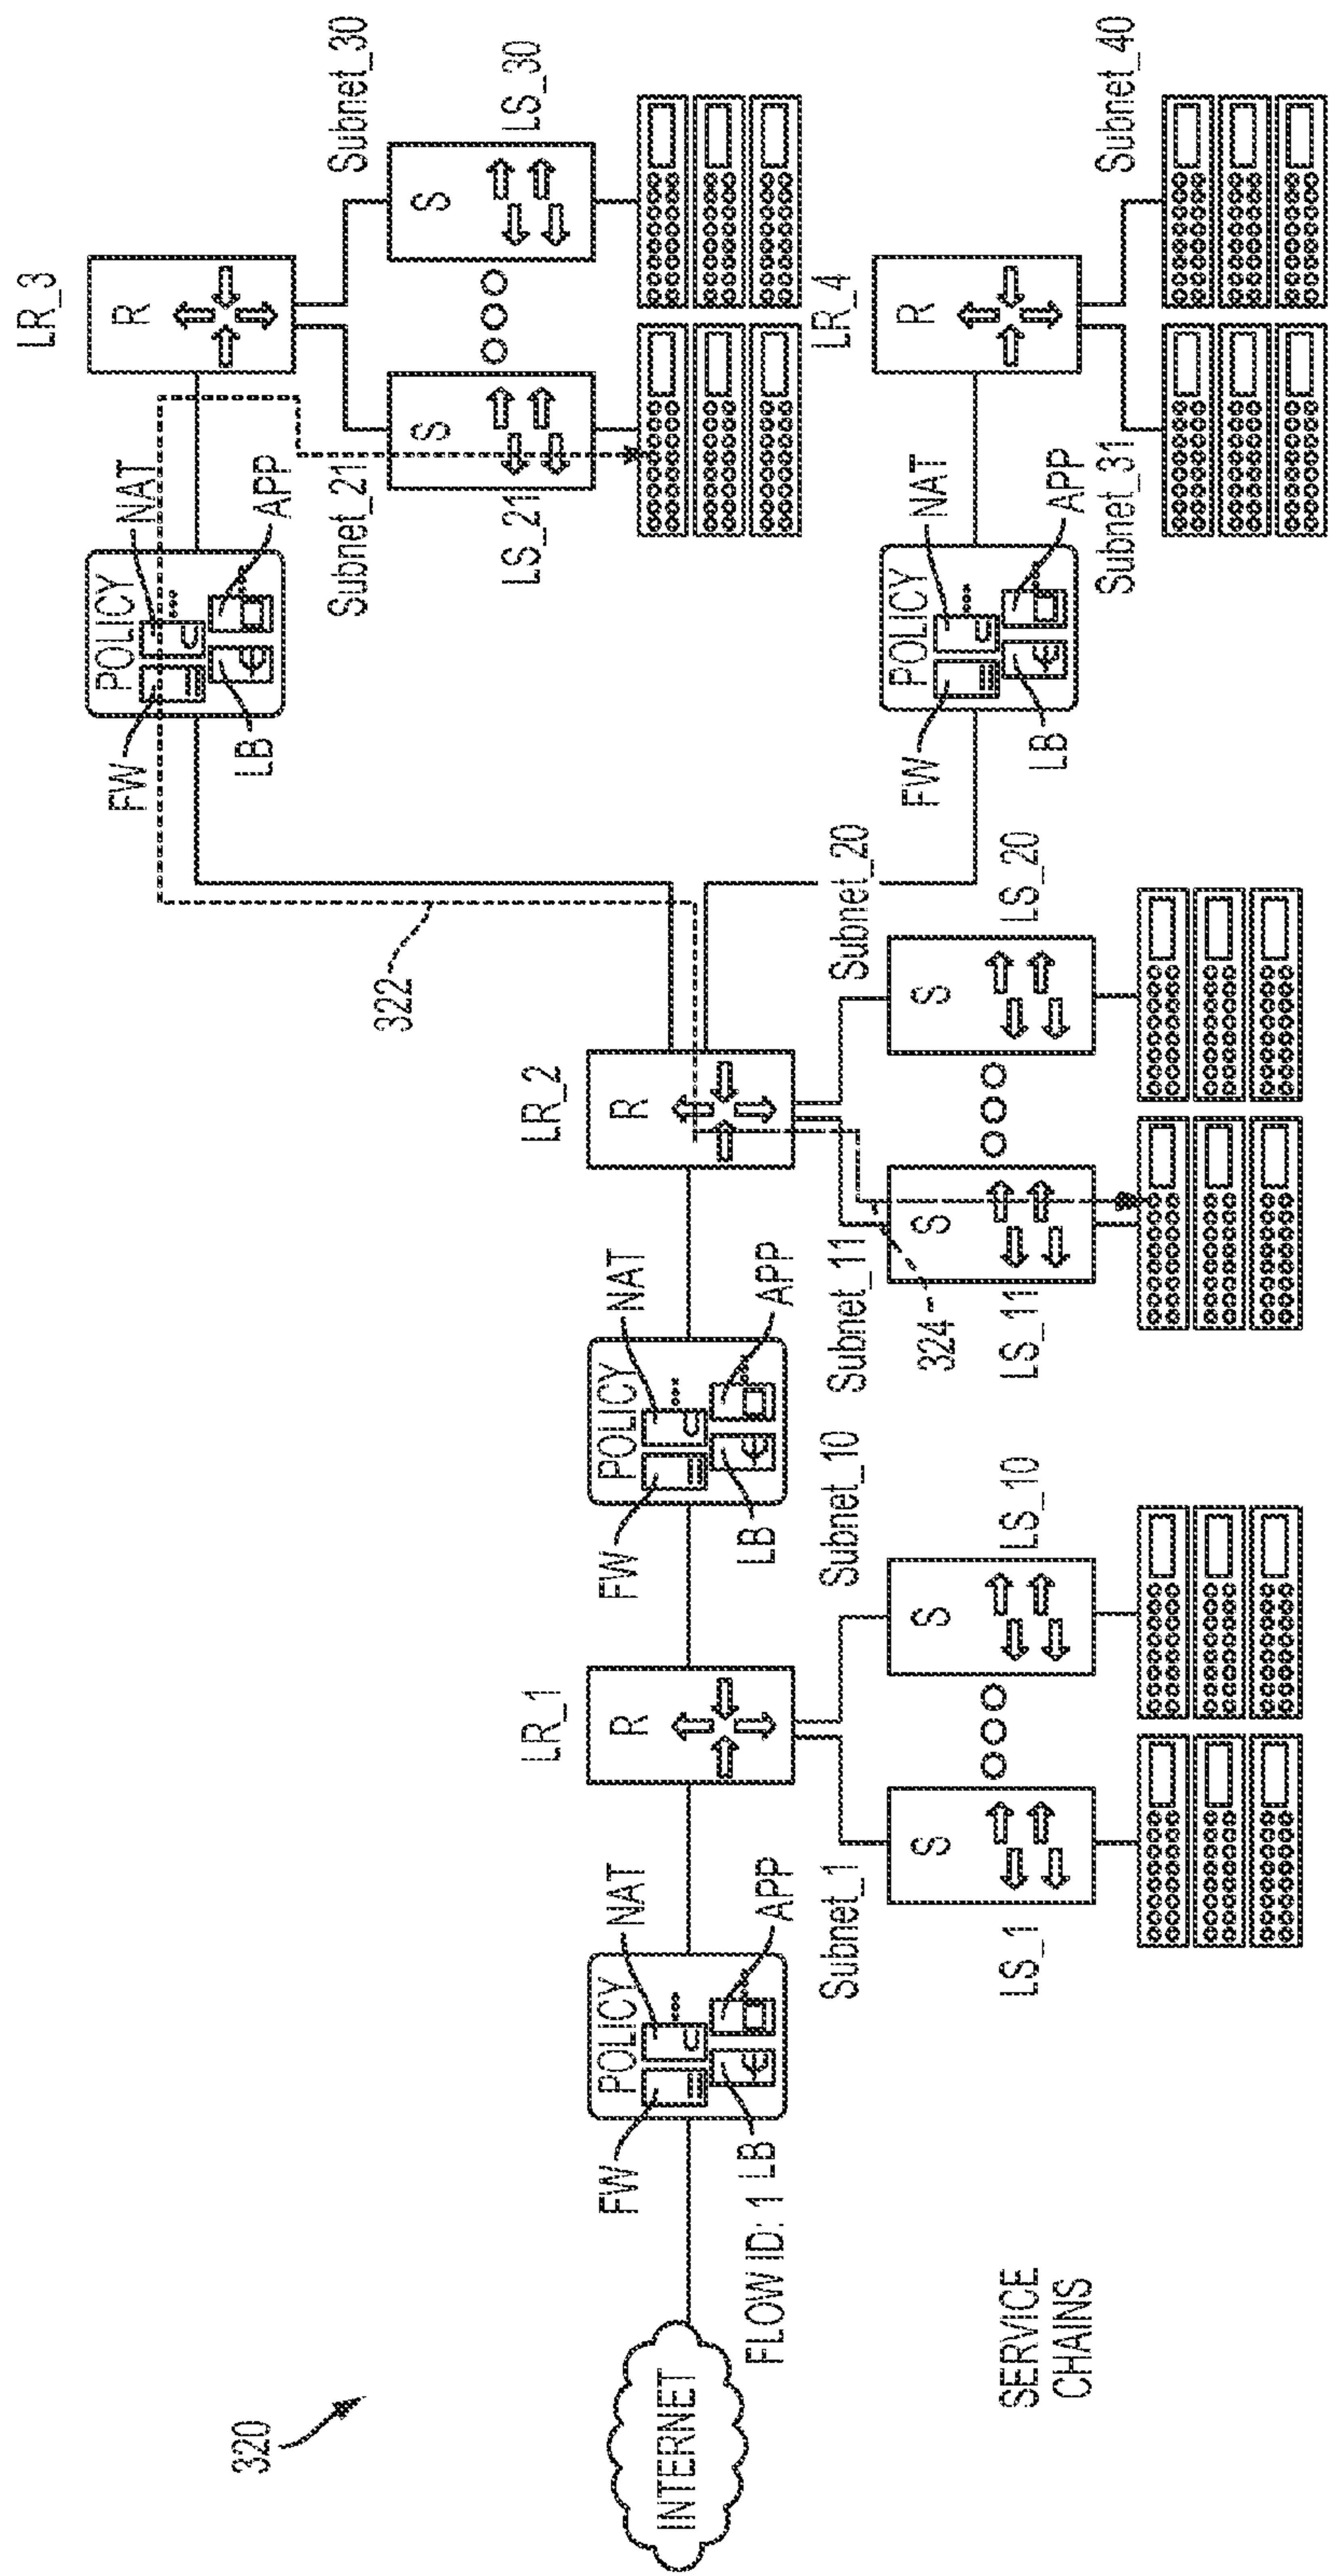 320
INTERNET
FLOW ID: 1
SERVICE
CHAINS
POLICY
FW
NAT
LB
APP
LR_1
R
Subnet_1
Subnet_10
S
LS_1
S
LS_10
POLICY
FW
NAT
LB
APP
LR_2
R
Subnet_11
Subnet_20
324
S
LS_11
S
LS_20
322
POLICY
FW
NAT
LB
APP
LR_3
R
Subnet_21
Subnet_30
S
LS_21
S
LS_30
POLICY
FW
NAT
LB
APP
LR_4
R
Subnet_31
Subnet_40